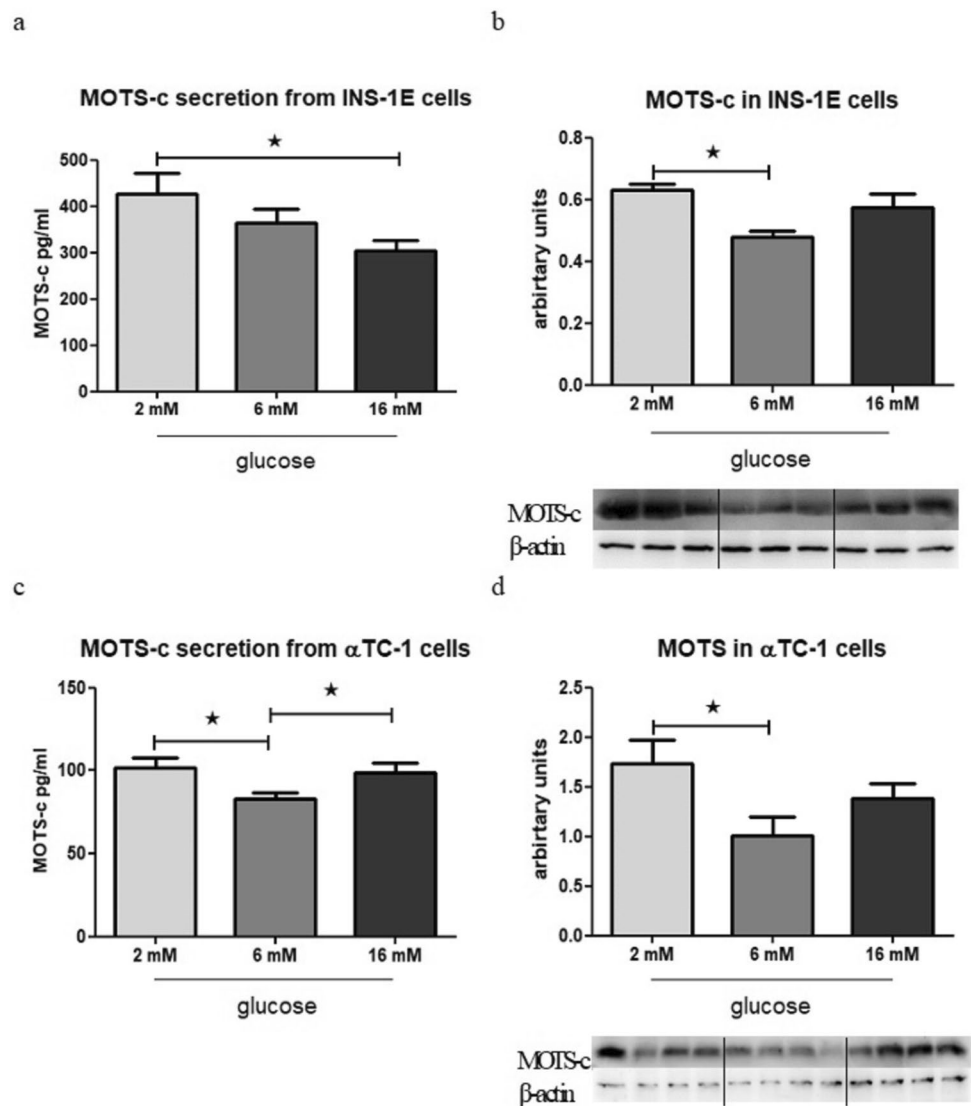 a
MOTS-c secretion from INS-1E cells
★
MOTS-c pg/ml
500
400
300
200
100
0
2 mM 6 mM 16 mM
glucose
b
MOTS-c in INS-1E cells
★
arbirtary units
0.8
0.6
0.4
0.2
0.0
2 mM 6 mM 16 mM
glucose
MOTS-c
β-actin
c
MOTS-c secretion from αTC-1 cells
★ ★
MOTS-c pg/ml
150
100
50
0
2 mM 6 mM 16 mM
glucose
d
MOTS in αTC-1 cells
★
arbirtary units
2.5
2.0
1.5
1.0
0.5
0.0
2 mM 6 mM 16 mM
glucose
MOTS-c
β-actin